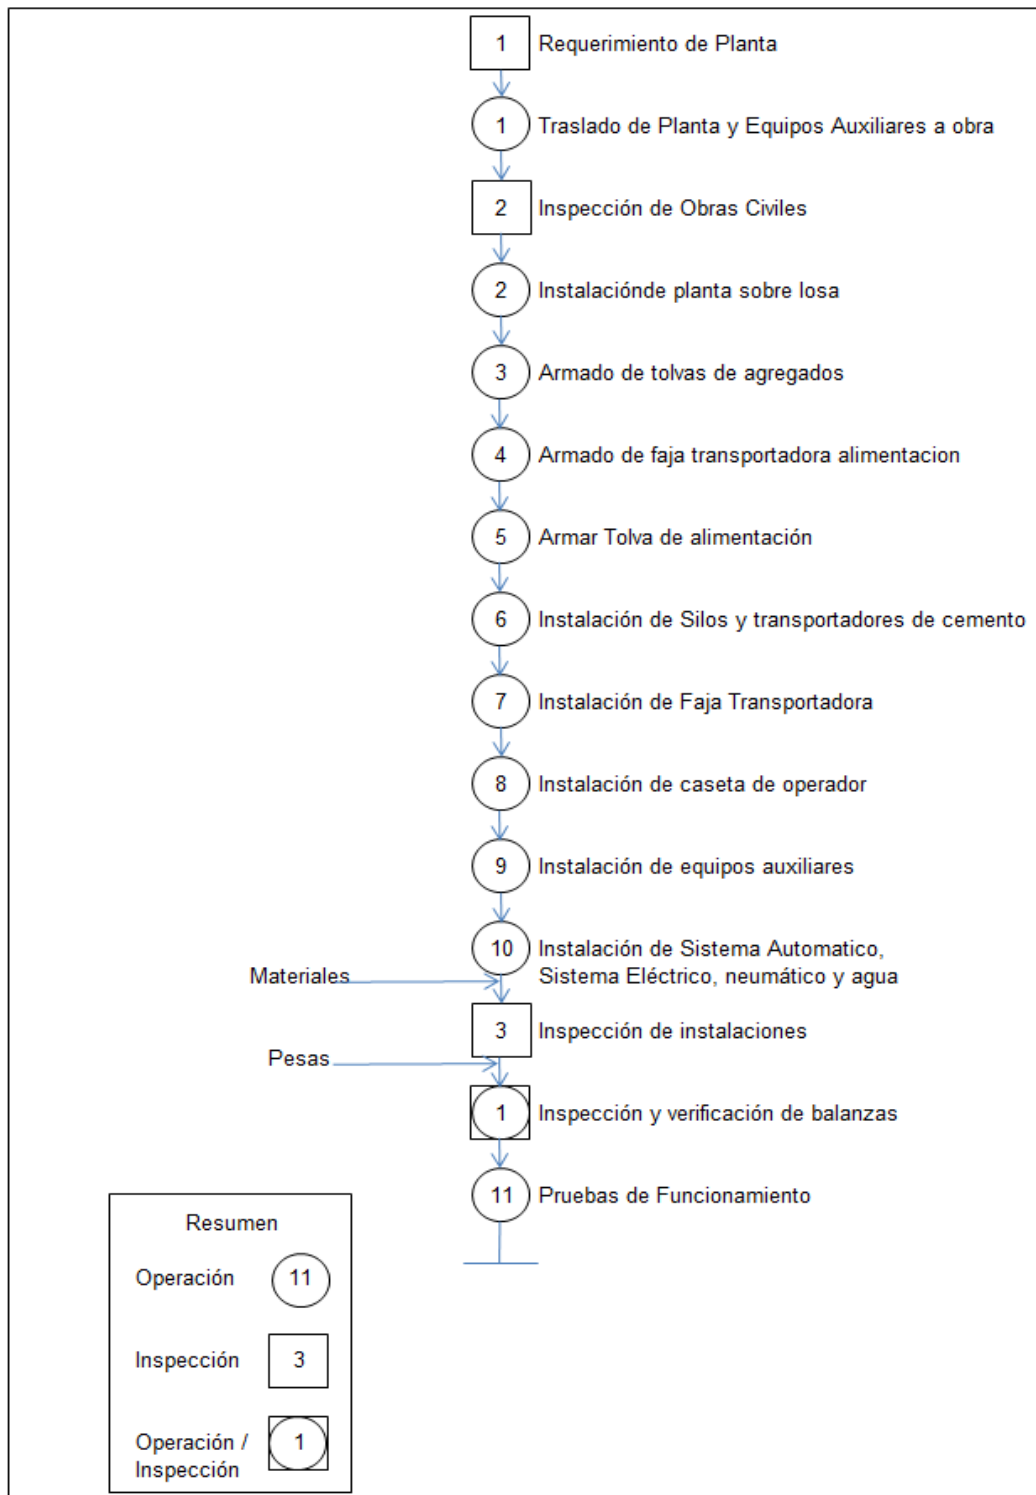 1 Requerimiento de Planta
1 Traslado de Planta y Equipos Auxiliares a obra
2 Inspección de Obras Civiles
2 Instalaciónde planta sobre losa
3 Armado de tolvas de agregados
4 Armado de faja transportadora alimentacion
5 Armar Tolva de alimentación
6 Instalación de Silos y transportadores de cemento
7 Instalación de Faja Transportadora
8 Instalación de caseta de operador
9 Instalación de equipos auxiliares
10 Instalación de Sistema Automatico,
Sistema Eléctrico, neumático y agua
Materiales
3 Inspección de instalaciones
Pesas
1 Inspección y verificación de balanzas
11 Pruebas de Funcionamiento
Resumen
Operación 11
Inspección 3
Operación / 1
Inspección